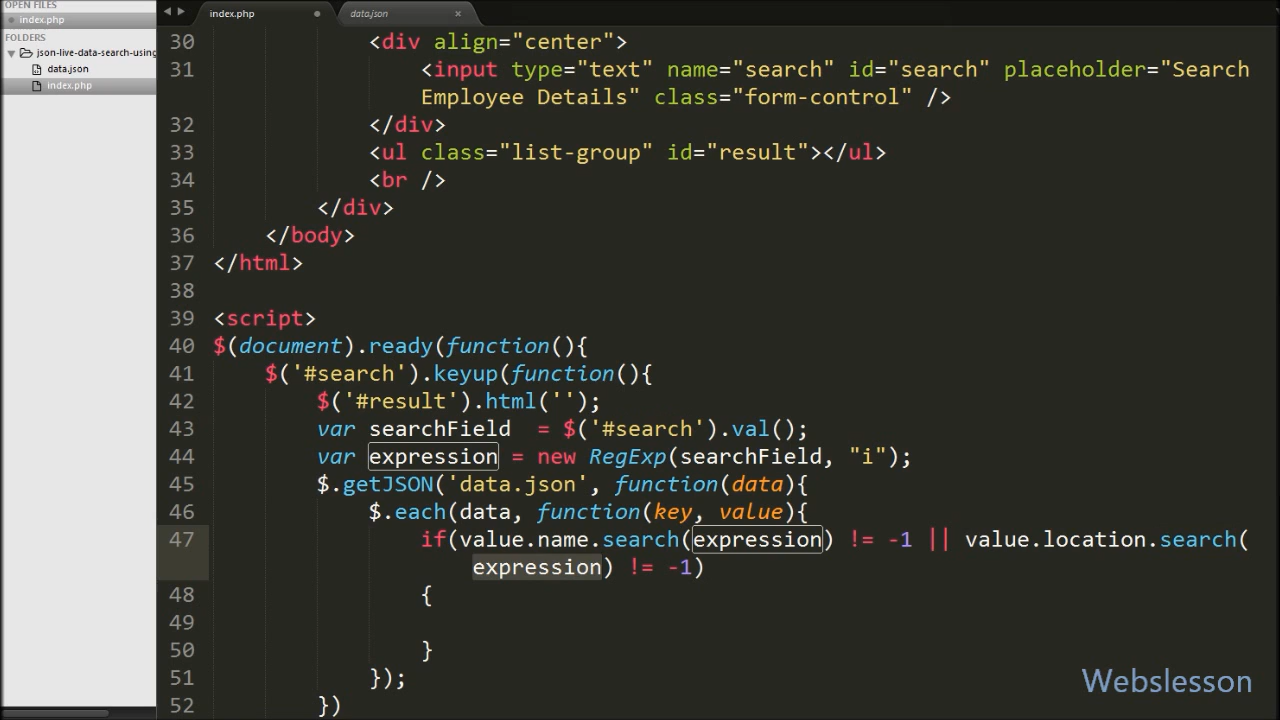 OPEN FILES
index.php
FOLDERS
json-live-data-search-using
data.json
index.php
index.php
data.json
30 <div align="center">
31 <input type="text" name="search" id="search" placeholder="Search
Employee Details" class="form-control" />
32 </div>
33 <ul class="list-group" id="result"></ul>
34 <br />
35 </div>
36 </body>
37 </html>
38
39 <script>
40 $(document).ready(function(){
41 $('#search').keyup(function(){
42 $('#result').html('');
43 var searchField = $('#search').val();
44 var expression = new RegExp(searchField, "i");
45 $.getJSON('data.json', function(data){
46 $.each(data, function(key, value){
47 if(value.name.search(expression) != -1 || value.location.search(
expression) != -1)
48 {
49
50 }
51 });
52 })
Webslesson